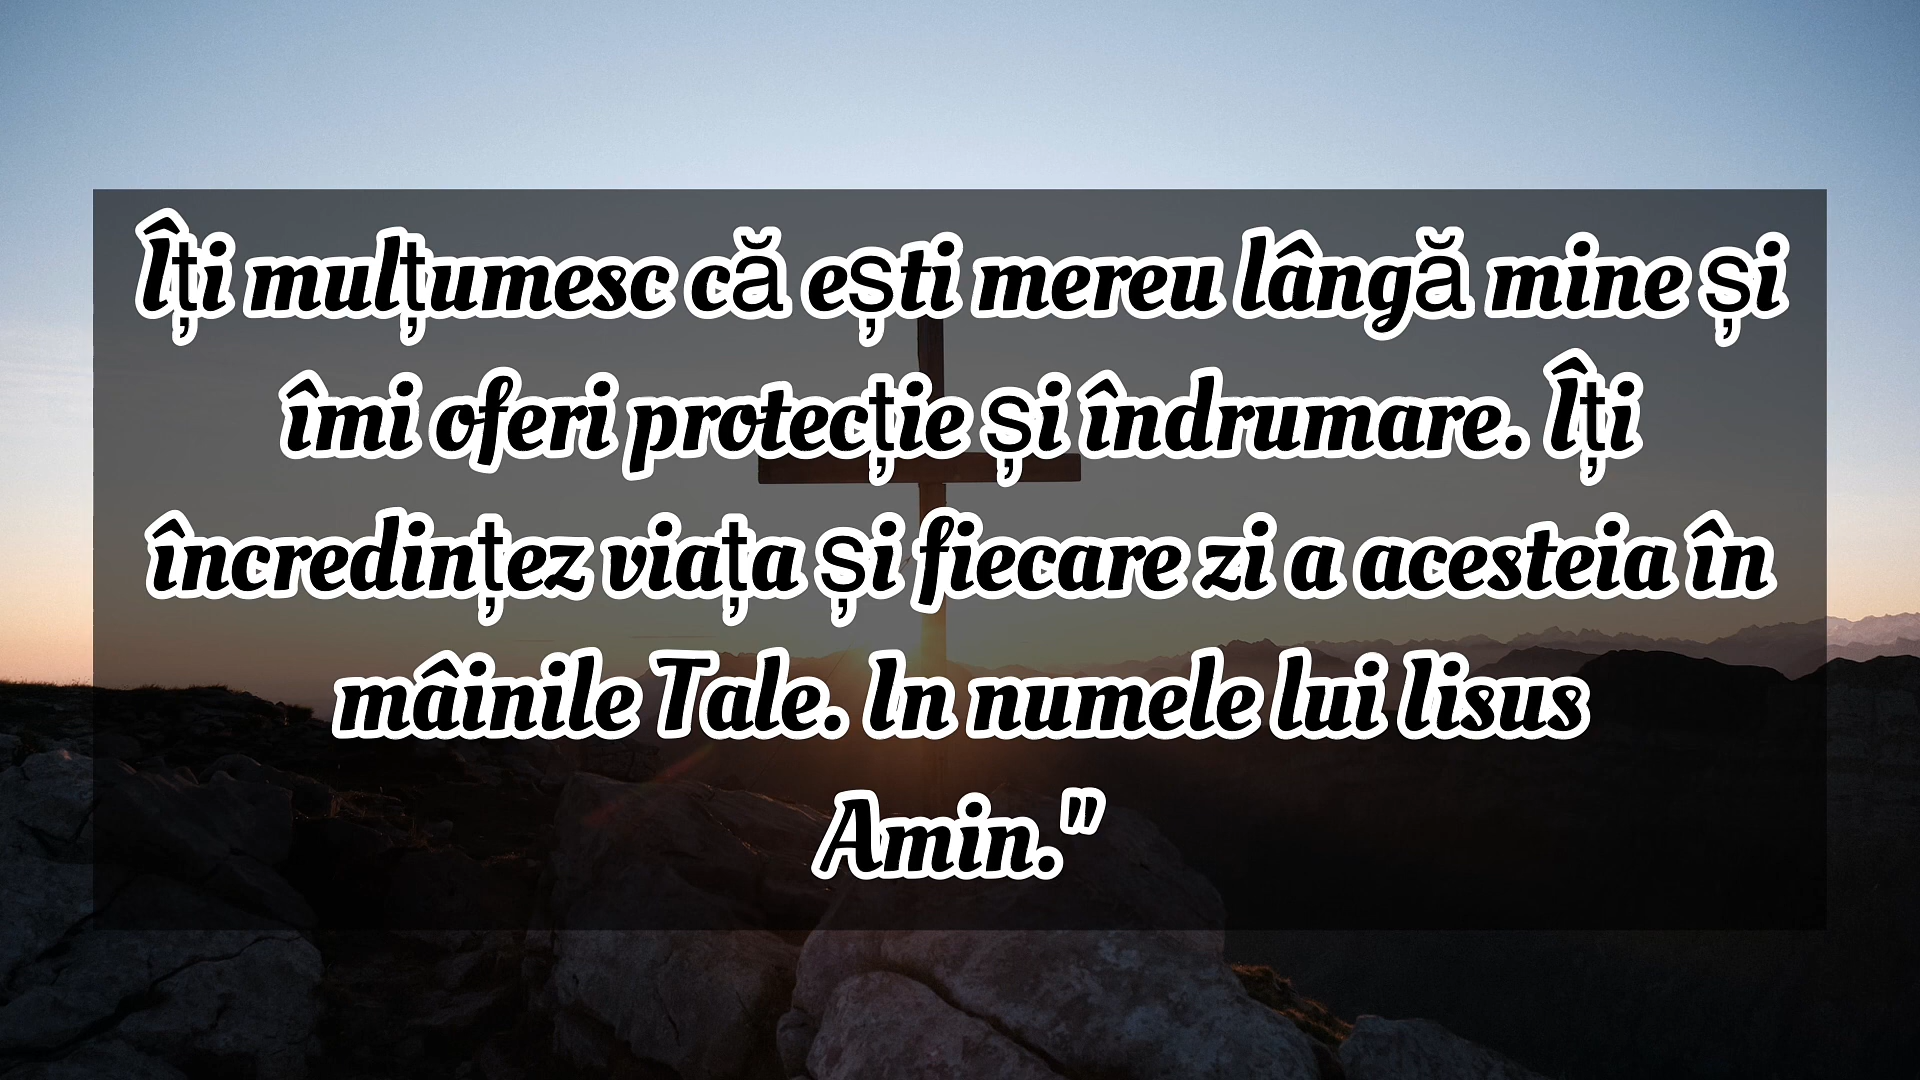 Îți mulțumesc că ești mereu lângă mine și
îmi oferi protecție și îndrumare. Îți
încredințez viața și fiecare zi a acesteia în
mâinile Tale. In numele lui Iisus
Amin."